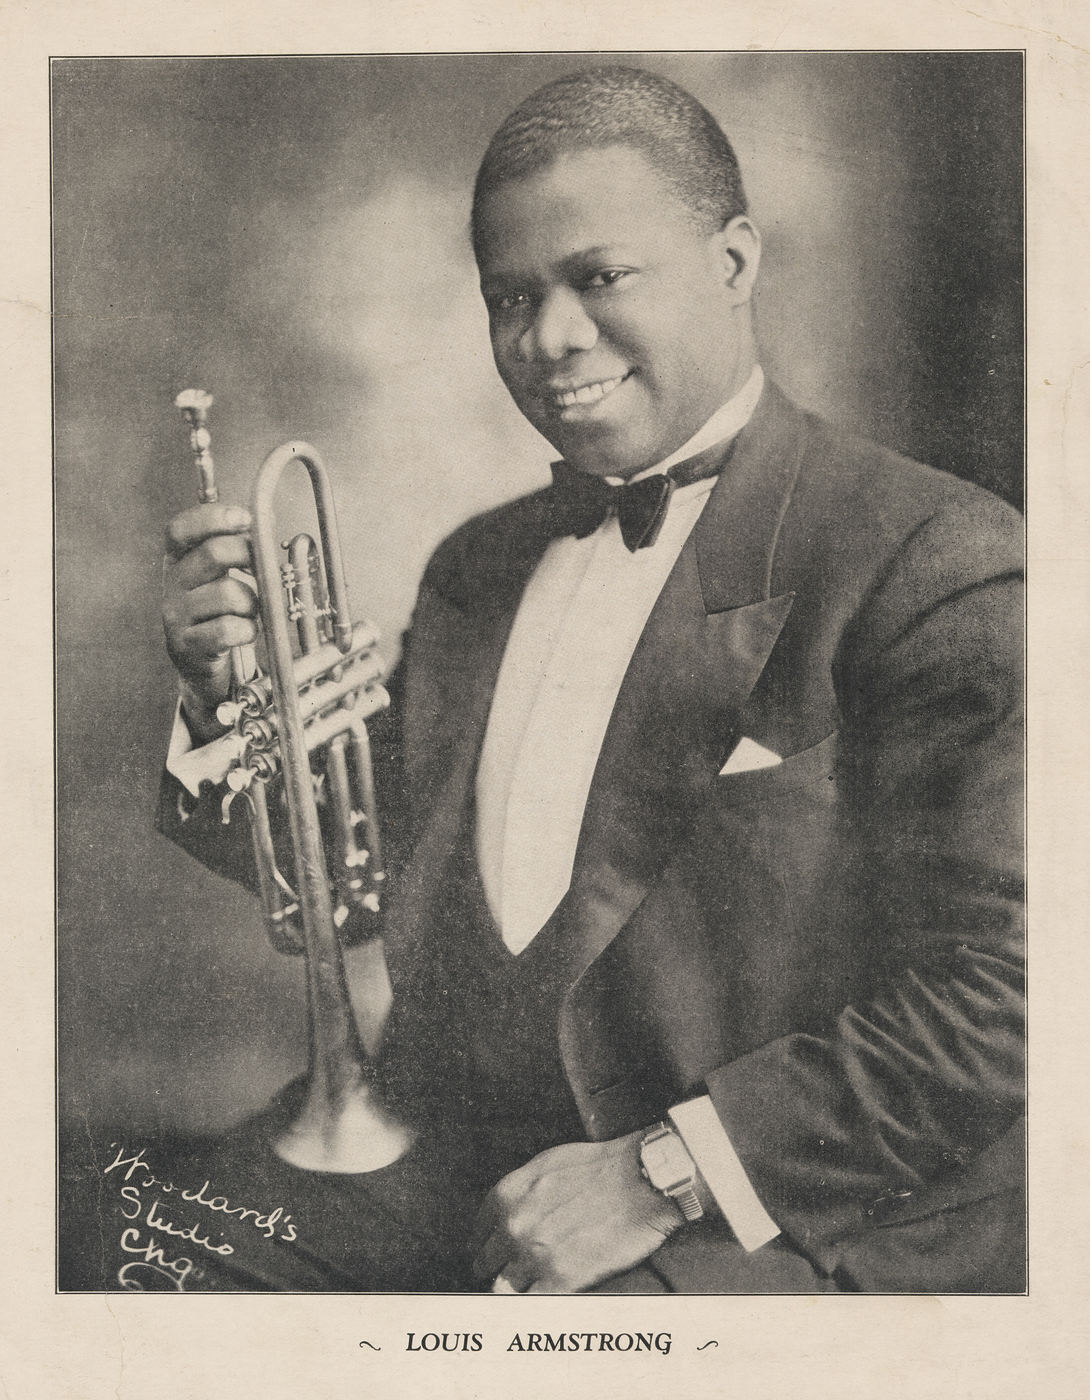 Woodard's
Studio
Chg
~ LOUIS ARMSTRONG ~